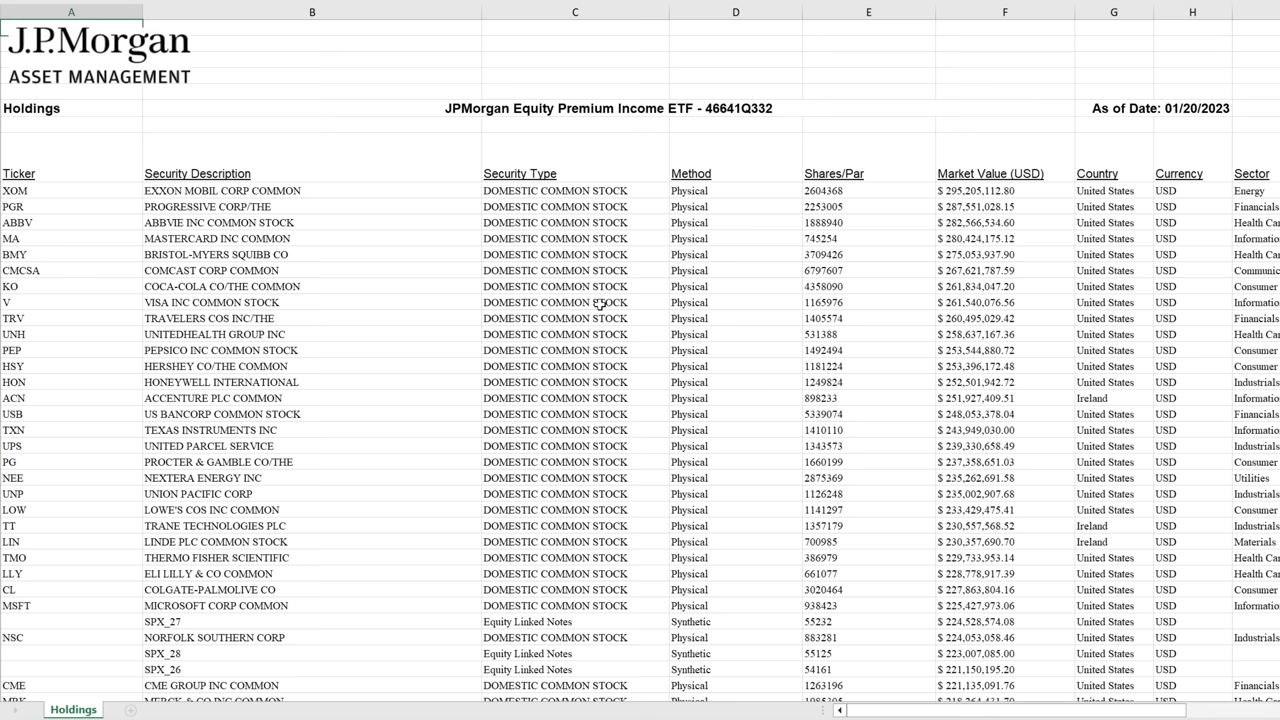 A B C D E F G H
J.P.Morgan
ASSET MANAGEMENT
Holdings JPMorgan Equity Premium Income ETF - 46641Q332 As of Date: 01/20/2023
Ticker Security Description Security Type Method Shares/Par Market Value (USD) Country Currency Sector
XOM EXXON MOBIL CORP COMMON DOMESTIC COMMON STOCK Physical 2604368 $ 295,205,112.80 United States USD Energy
PGR PROGRESSIVE CORP/THE DOMESTIC COMMON STOCK Physical 2253005 $ 287,551,028.15 United States USD Financials
ABBV ABBVIE INC COMMON STOCK DOMESTIC COMMON STOCK Physical 1888940 $ 282,566,534.60 United States USD Health Car
MA MASTERCARD INC COMMON DOMESTIC COMMON STOCK Physical 745254 $ 280,424,175.12 United States USD Informatio
BMY BRISTOL-MYERS SQUIBB CO DOMESTIC COMMON STOCK Physical 3709426 $ 275,053,937.90 United States USD Health Car
CMCSA COMCAST CORP COMMON DOMESTIC COMMON STOCK Physical 6797607 $ 267,621,787.59 United States USD Communic
KO COCA-COLA CO/THE COMMON DOMESTIC COMMON STOCK Physical 4358090 $ 261,834,047.20 United States USD Consumer
V VISA INC COMMON STOCK DOMESTIC COMMON STOCK Physical 1165976 $ 261,540,076.56 United States USD Informatio
TRV TRAVELERS COS INC/THE DOMESTIC COMMON STOCK Physical 1405574 $ 260,495,029.42 United States USD Financials
UNH UNITEDHEALTH GROUP INC DOMESTIC COMMON STOCK Physical 531388 $ 258,637,167.36 United States USD Health Car
PEP PEPSICO INC COMMON STOCK DOMESTIC COMMON STOCK Physical 1492494 $ 253,544,880.72 United States USD Consumer
HSY HERSHEY CO/THE COMMON DOMESTIC COMMON STOCK Physical 1181224 $ 253,396,172.48 United States USD Consumer
HON HONEYWELL INTERNATIONAL DOMESTIC COMMON STOCK Physical 1249824 $ 252,501,942.72 United States USD Industrials
ACN ACCENTURE PLC COMMON DOMESTIC COMMON STOCK Physical 898233 $ 251,927,409.51 Ireland USD Informatio
USB US BANCORP COMMON STOCK DOMESTIC COMMON STOCK Physical 5339074 $ 248,053,378.04 United States USD Financials
TXN TEXAS INSTRUMENTS INC DOMESTIC COMMON STOCK Physical 1410110 $ 243,949,030.00 United States USD Informatio
UPS UNITED PARCEL SERVICE DOMESTIC COMMON STOCK Physical 1343573 $ 239,330,658.49 United States USD Industrials
PG PROCTER & GAMBLE CO/THE DOMESTIC COMMON STOCK Physical 1660199 $ 237,358,651.03 United States USD Consumer
NEE NEXTERA ENERGY INC DOMESTIC COMMON STOCK Physical 2875369 $ 235,262,691.58 United States USD Utilities
UNP UNION PACIFIC CORP DOMESTIC COMMON STOCK Physical 1126248 $ 235,002,907.68 United States USD Industrials
LOW LOWE'S COS INC COMMON DOMESTIC COMMON STOCK Physical 1141297 $ 233,429,475.41 United States USD Consumer
TT TRANE TECHNOLOGIES PLC DOMESTIC COMMON STOCK Physical 1357179 $ 230,557,568.52 Ireland USD Industrials
LIN LINDE PLC COMMON STOCK DOMESTIC COMMON STOCK Physical 700985 $ 230,357,690.70 Ireland USD Materials
TMO THERMO FISHER SCIENTIFIC DOMESTIC COMMON STOCK Physical 386979 $ 229,733,953.14 United States USD Health Car
LLY ELI LILLY & CO COMMON DOMESTIC COMMON STOCK Physical 661077 $ 228,778,917.39 United States USD Health Car
CL COLGATE-PALMOLIVE CO DOMESTIC COMMON STOCK Physical 3020464 $ 227,863,804.16 United States USD Consumer
MSFT MICROSOFT CORP COMMON DOMESTIC COMMON STOCK Physical 938423 $ 225,427,973.06 United States USD Informatio
SPX_27 Equity Linked Notes Synthetic 55232 $ 224,528,574.08 United States USD
NSC NORFOLK SOUTHERN CORP DOMESTIC COMMON STOCK Physical 883281 $ 224,053,058.46 United States USD Industrials
SPX_28 Equity Linked Notes Synthetic 55125 $ 223,007,085.00 United States USD
SPX_26 Equity Linked Notes Synthetic 54161 $ 221,150,195.20 United States USD
CME CME GROUP INC COMMON DOMESTIC COMMON STOCK Physical 1263196 $ 221,135,091.76 United States USD Financials
Holdings